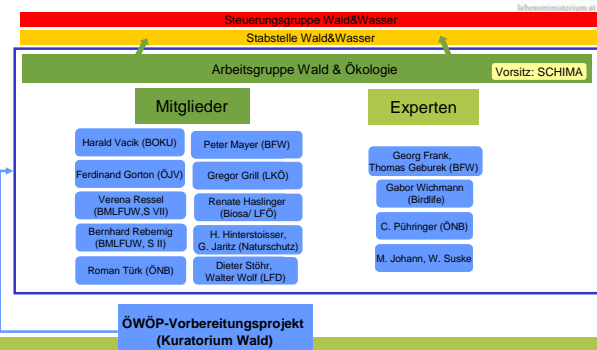 lebensministerium.at
Steuerungsgruppe Wald&Wasser
Stabstelle Wald&Wasser
Arbeitsgruppe Wald & Ökologie
Vorsitz: SCHIMA
Mitglieder
Experten
Harald Vacik (BOKU)
Ferdinand Gorton (ÖJV)
Verena Ressel
(BMLFUW,S VII)
Bernhard Rebernig
(BMLFUW, S II)
Roman Türk (ÖNB)
Peter Mayer (BFW)
Gregor Grill (LKÖ)
Renate Haslinger
(Biosa/ LFÖ)
H. Hinterstoisser,
G. Jaritz (Naturschutz)
Dieter Stöhr,
Walter Wolf (LFD)
Georg Frank,
Thomas Geburek (BFW)
Gabor Wichmann
(Birdlife)
C. Pühringer (ÖNB)
M. Johann, W. Suske
ÖWÖP-Vorbereitungsprojekt
(Kuratorium Wald)